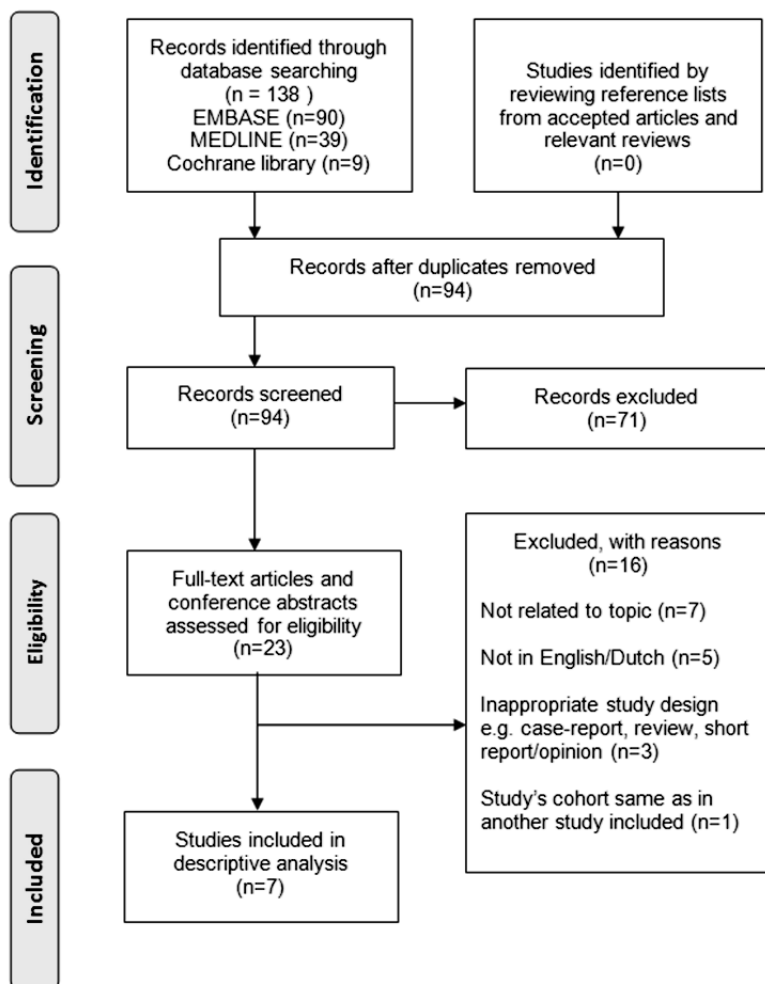 Identification
Records identified through
database searching
(n = 138 )
EMBASE (n=90)
MEDLINE (n=39)
Cochrane library (n=9)
Studies identified by
reviewing reference lists
from accepted articles and
relevant reviews
(n=0)
Records after duplicates removed
(n=94)
Screening
Records screened
(n=94)
Records excluded
(n=71)
Eligibility
Full-text articles and
conference abstracts
assessed for eligibility
(n=23)
Excluded, with reasons
(n=16)
Not related to topic (n=7)
Not in English/Dutch (n=5)
Inappropriate study design
e.g. case-report, review, short
report/opinion (n=3)
Study's cohort same as in
another study included (n=1)
Included
Studies included in
descriptive analysis
(n=7)